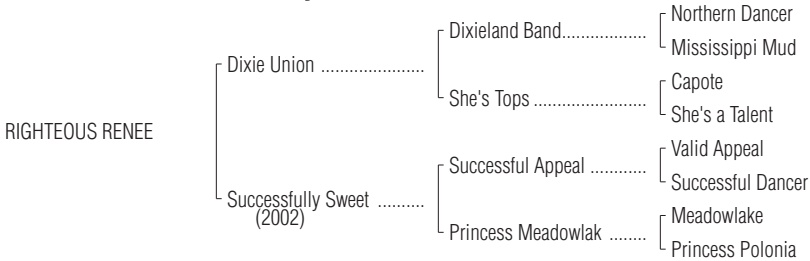 Northern Dancer
Dixieland Band..................
Mississippi Mud
Dixie Union ......................
Capote
She's Tops ........................
She's a Talent
RIGHTEOUS RENEE
Valid Appeal
Successful Appeal ............
Successful Dancer
Successfully Sweet ..........
(2002)
Meadowlake
Princess Meadowlak ........
Princess Polonia